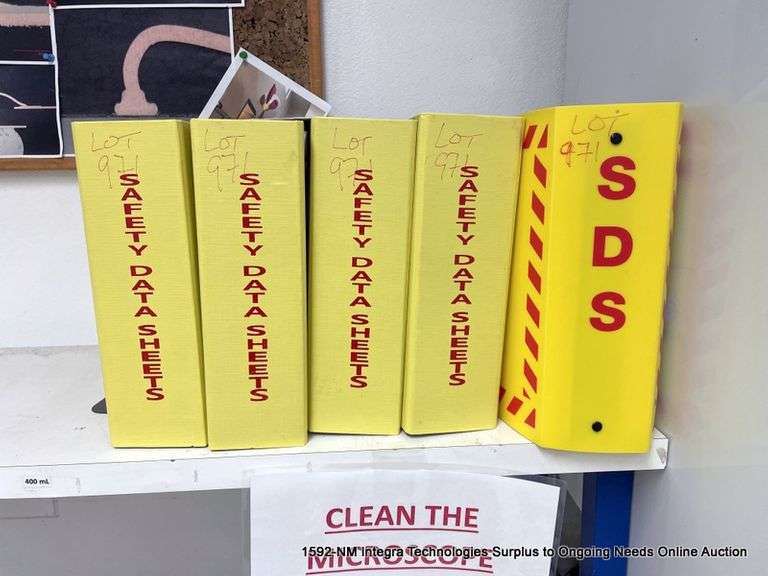 LOT
971
SAFETY DATA SHEETS
LOT
971
SAFETY DATA SHEETS
LOT
971
SAFETY DATA SHEETS
LOT
971
SAFETY DATA SHEETS
LOT
971
SDS
400 mL
CLEAN THE
MICROSCOPE
1592-NM Integra Technologies Surplus to Ongoing Needs Online Auction